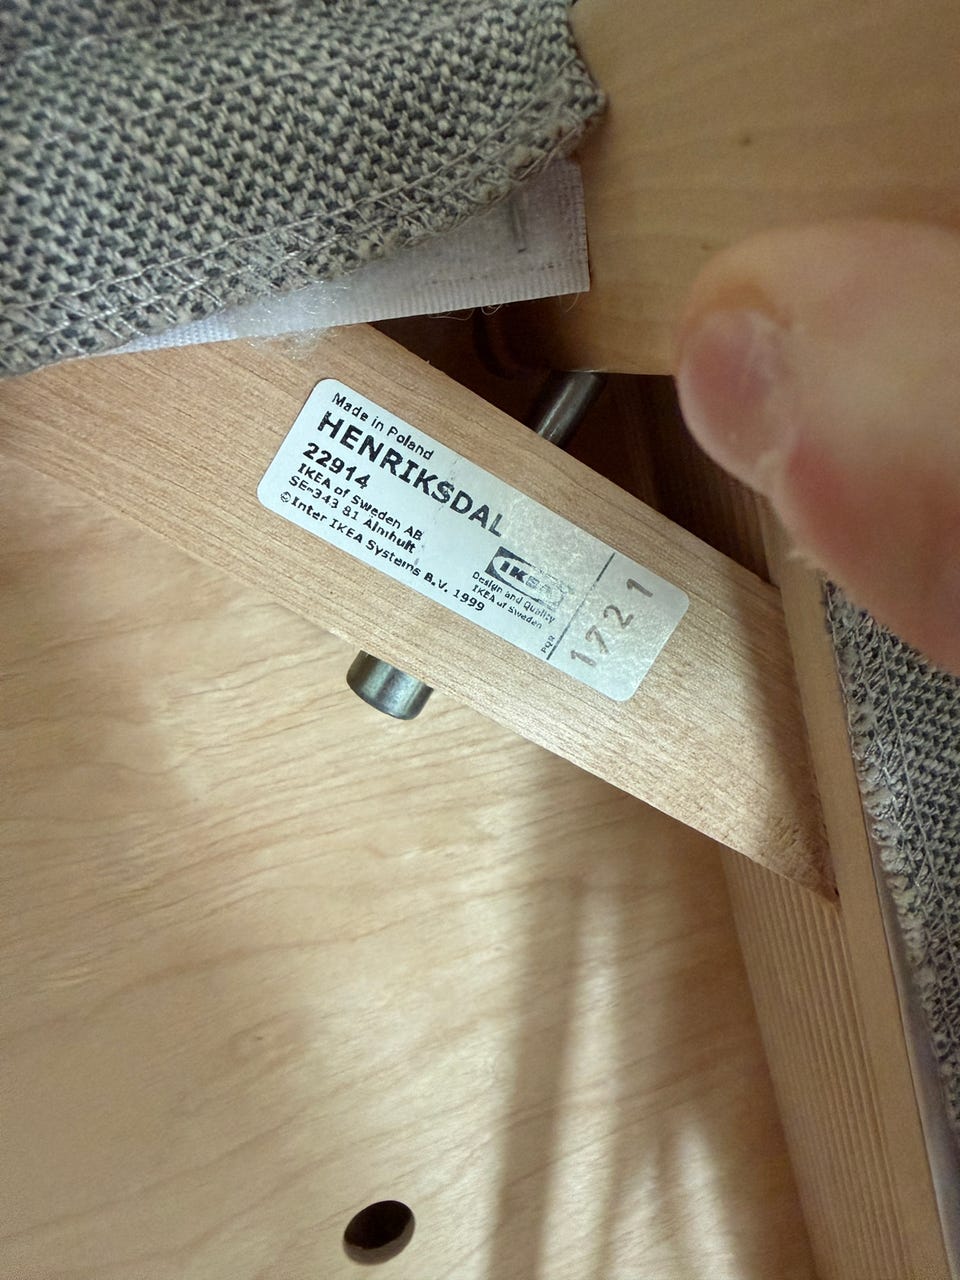 Made in Poland
HENRIKSDAL
22914
IKEA of Sweden AB
SE-343 81 Älmhult
©Inter IKEA Systems B.V. 1999
IKEA
Design and Quality
IKEA of Sweden
PQR
1721